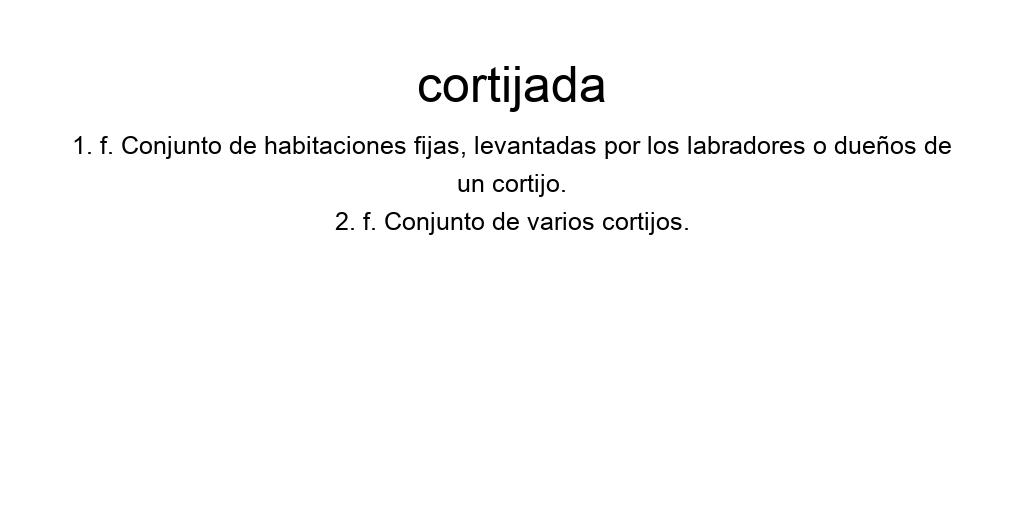 cortijada
1. f. Conjunto de habitaciones fijas, levantadas por los labradores o dueños de
un cortijo.
2. f. Conjunto de varios cortijos.